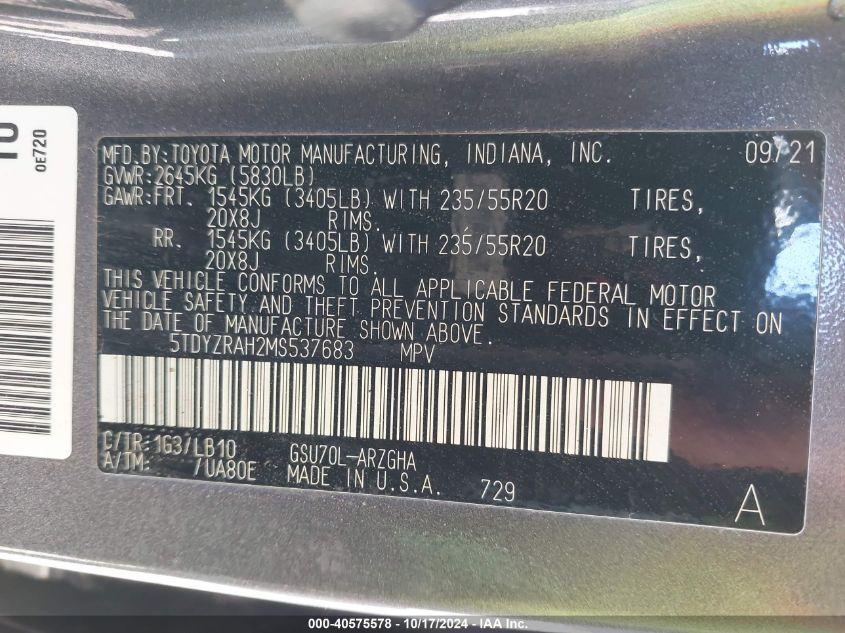 10
0E720
MFD.BY:TOYOTA MOTOR MANUFACTURING, INDIANA, INC. 09/21
GVWR:2645KG (5830LB)
GAWR:FRT. 1545KG (3405LB) WITH 235/55R20 TIRES,
20X8J RIMS.
RR. 1545KG (3405LB) WITH 235/55R20 TIRES,
20X8J RIMS.
THIS VEHICLE CONFORMS TO ALL APPLICABLE FEDERAL MOTOR
VEHICLE SAFETY AND THEFT PREVENTION STANDARDS IN EFFECT ON
THE DATE OF MANUFACTURE SHOWN ABOVE.
5TDYZRAH2MS537683 MPV
C/TR:1G3/LB10 GSU70L-ARZGHA
A/TM: /UA80E MADE IN U.S.A. 729
A
000-40575578 - 10/17/2024 - IAA Inc.